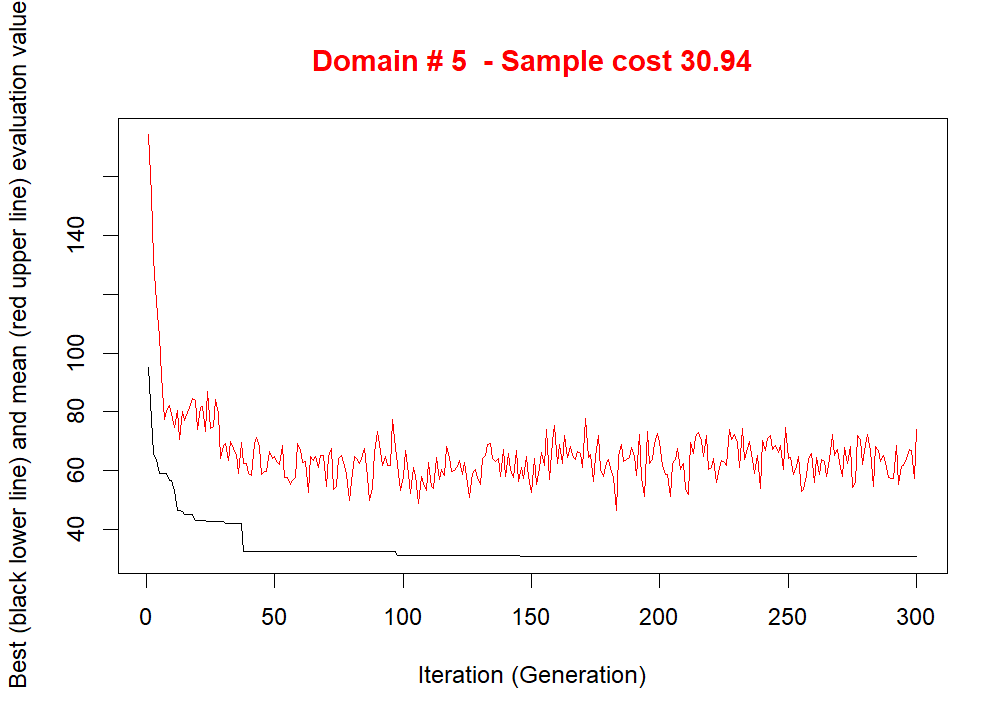 Domain # 5  - Sample cost 30.94
Best (black lower line) and mean (red upper line) evaluation value
140
100
80
60
40
0 50 100 150 200 250 300
Iteration (Generation)